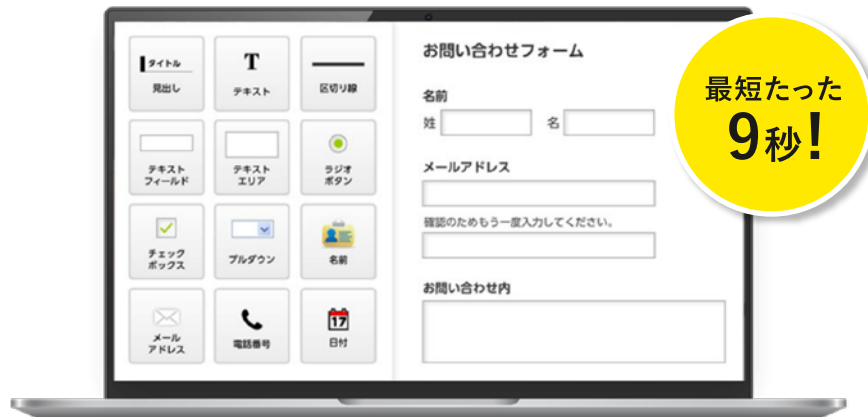 タイトル
見出し
T
テキスト
区切り線
テキスト
フィールド
テキスト
エリア
ラジオ
ボタン
チェック
ボックス
プルダウン
名前
メール
アドレス
電話番号
17
日付
お問い合わせフォーム
名前
姓
名
メールアドレス
確認のためもう一度入力してください。
お問い合わせ内
最短たった
9秒!